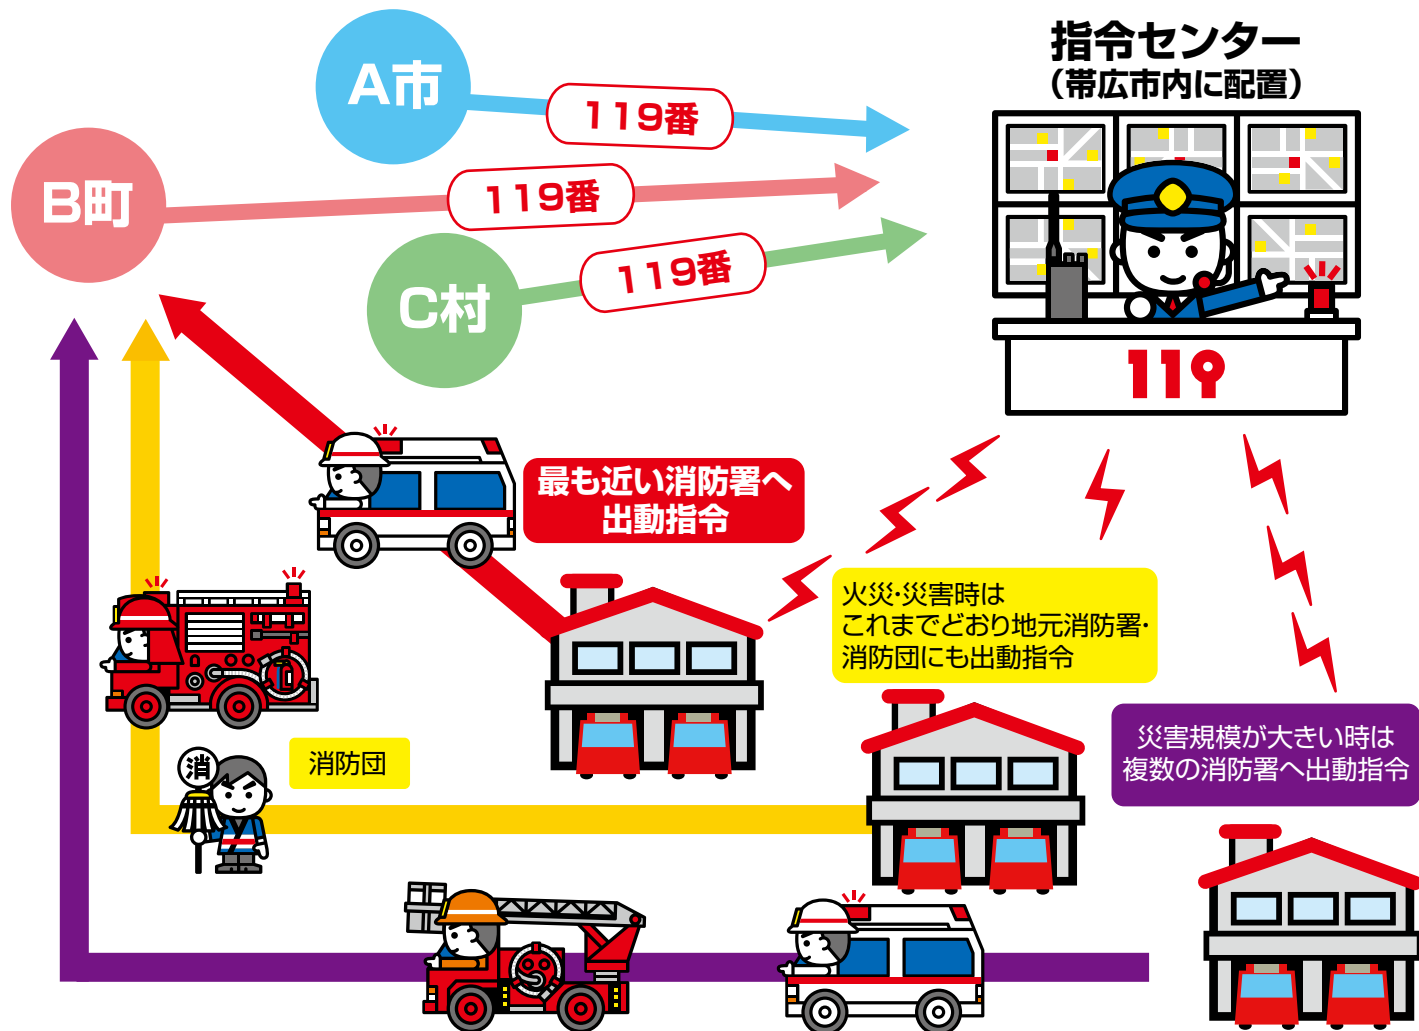 指令センター
(帯広市内に配置)
A市
119番
B町
119番
C村
119番
119
最も近い消防署へ
出動指令
火災・災害時は
これまでどおり地元消防署・
消防団にも出動指令
災害規模が大きい時は
複数の消防署へ出動指令
消防団
消